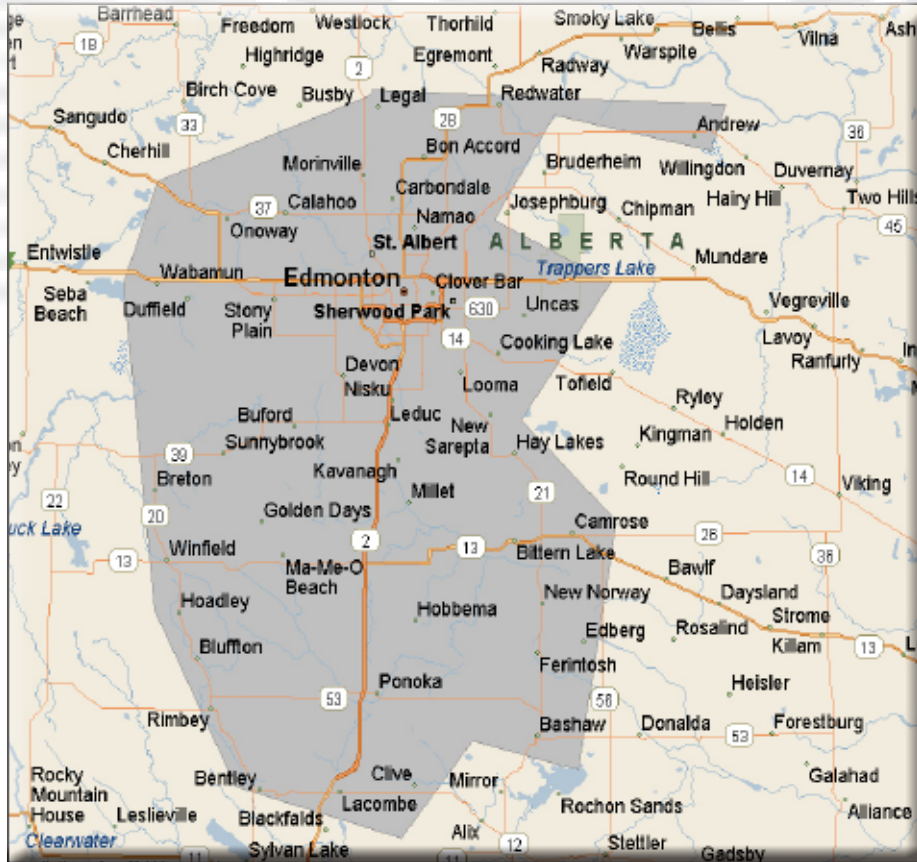 Barrhead
Freedom
Westlock
Thorhild
Smoky Lake
Bellis
Vilna
Ash
18
Highridge
2
Egremont
Warspite
Radway
Birch Cove
Busby
Legal
Redwater
Sangudo
33
28
Andrew
36
Cherhill
Bon Accord
Morinville
Bruderheim
Willingdon
Duvernay
Carbondale
Hairy Hill
Two Hills
37
Calahoo
Josephburg
Chipman
Onoway
Namao
45
St. Albert
ALBERTA
Entwistle
Mundare
Wabamun
Edmonton
Clover Bar
Trappers Lake
Seba
Beach
Duffield
Stony
Plain
Sherwood Park
630
Uncas
Vegreville
14
Lavoy
Cooking Lake
Ranfurly
In
Devon
Nisku
Looma
Tofield
Ryley
Buford
Leduc
New
Sarepta
Holden
Sunnybrook
Hay Lakes
Kingman
39
Kavanagh
Round Hill
14
Breton
Millet
21
Viking
22
20
Golden Days
Camrose
26
uck Lake
2
13
Bittern Lake
36
13
Winfield
Ma-Me-O
Beach
Bawlf
Hoadley
New Norway
Daysland
Hobbema
Strome
Edberg
Rosalind
Killam
13
Bluffton
Ferintosh
53
Ponoka
56
Heisler
Rimbey
Bashaw
Donalda
53
Forestburg
Rocky
Mountain
House
Bentley
Clive
Mirror
Galahad
Leslieville
Lacombe
Rochon Sands
Alliance
Blackfalds
Clearwater
Alix
12
Stettler
Sylvan Lake
11
11
Gadsby